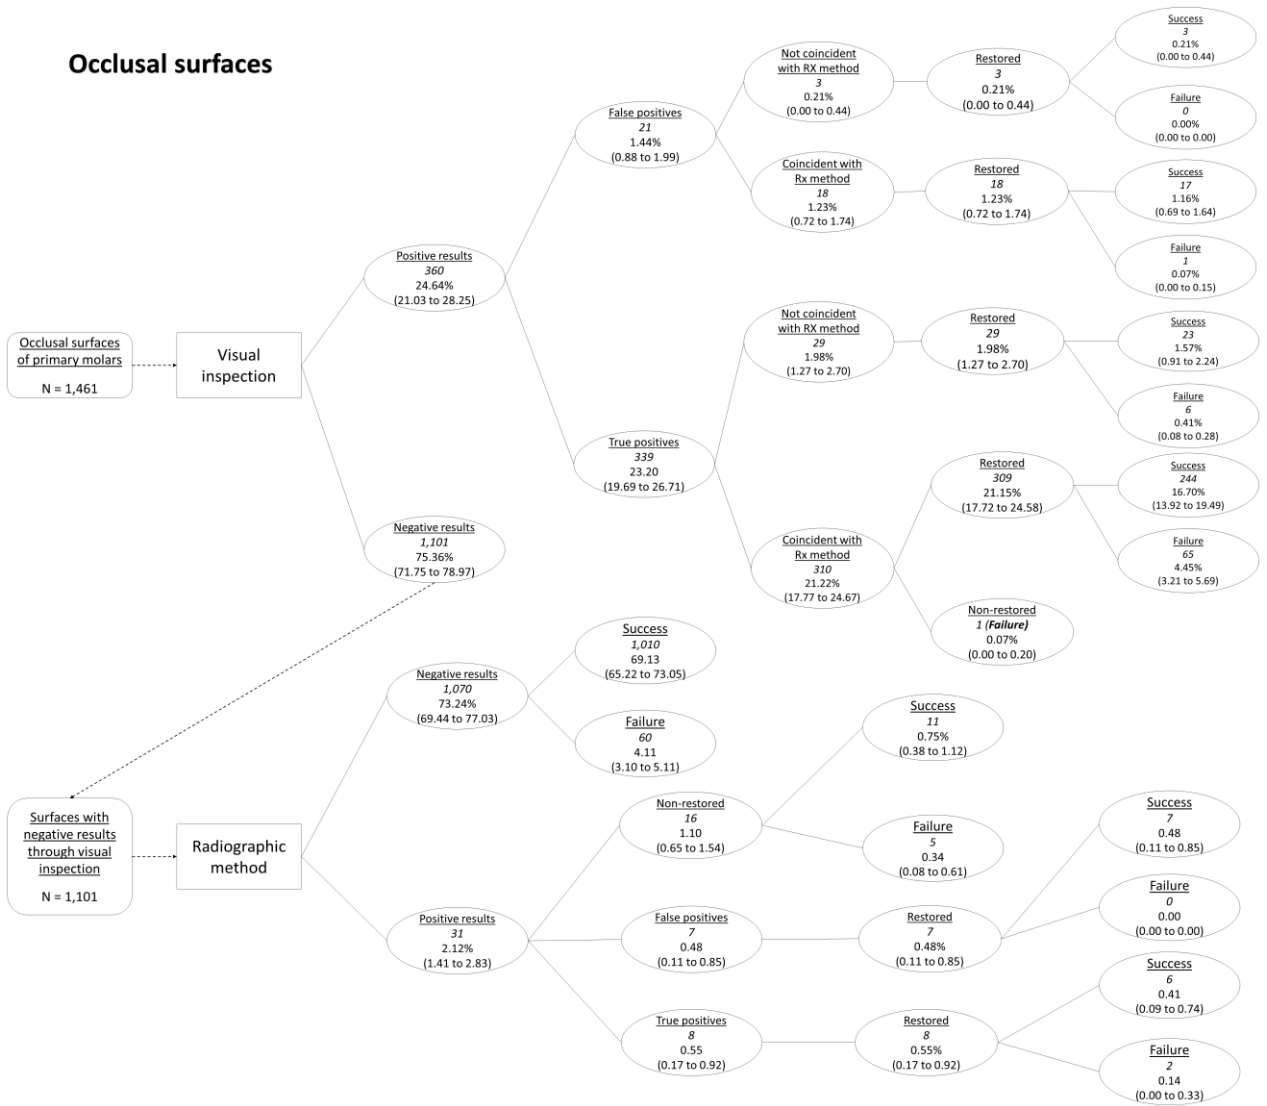 Occlusal surfaces
Occlusal surfaces
of primary molars
N = 1,461
Visual
inspection
Positive results
360
24.64%
(21.03 to 28.25)
Negative results
1,101
75.36%
(71.75 to 78.97)
False positives
21
1.44%
(0.88 to 1.99)
True positives
339
23.20
(19.69 to 26.71)
Not coincident
with RX method
3
0.21%
(0.00 to 0.44)
Coincident with
Rx method
18
1.23%
(0.72 to 1.74)
Not coincident
with RX method
29
1.98%
(1.27 to 2.70)
Coincident with
Rx method
310
21.22%
(17.77 to 24.67)
Restored
3
0.21%
(0.00 to 0.44)
Restored
18
1.23%
(0.72 to 1.74)
Restored
29
1.98%
(1.27 to 2.70)
Restored
309
21.15%
(17.72 to 24.58)
Non-restored
1 (Failure)
0.07%
(0.00 to 0.20)
Success
3
0.21%
(0.00 to 0.44)
Failure
0
0.00%
(0.00 to 0.00)
Success
17
1.16%
(0.69 to 1.64)
Failure
1
0.07%
(0.00 to 0.15)
Success
23
1.57%
(0.91 to 2.24)
Failure
6
0.41%
(0.08 to 0.28)
Success
244
16.70%
(13.92 to 19.49)
Failure
65
4.45%
(3.21 to 5.69)
Surfaces with
negative results
through visual
inspection
N = 1,101
Radiographic
method
Negative results
1,070
73.24%
(69.44 to 77.03)
Positive results
31
2.12%
(1.41 to 2.83)
Success
1,010
69.13
(65.22 to 73.05)
Failure
60
4.11
(3.10 to 5.11)
Non-restored
16
1.10
(0.65 to 1.54)
False positives
7
0.48
(0.11 to 0.85)
True positives
8
0.55
(0.17 to 0.92)
Success
11
0.75%
(0.38 to 1.12)
Failure
5
0.34
(0.08 to 0.61)
Restored
7
0.48%
(0.11 to 0.85)
Restored
8
0.55%
(0.17 to 0.92)
Success
7
0.48
(0.11 to 0.85)
Failure
0
0.00
(0.00 to 0.00)
Success
6
0.41
(0.09 to 0.74)
Failure
2
0.14
(0.00 to 0.33)